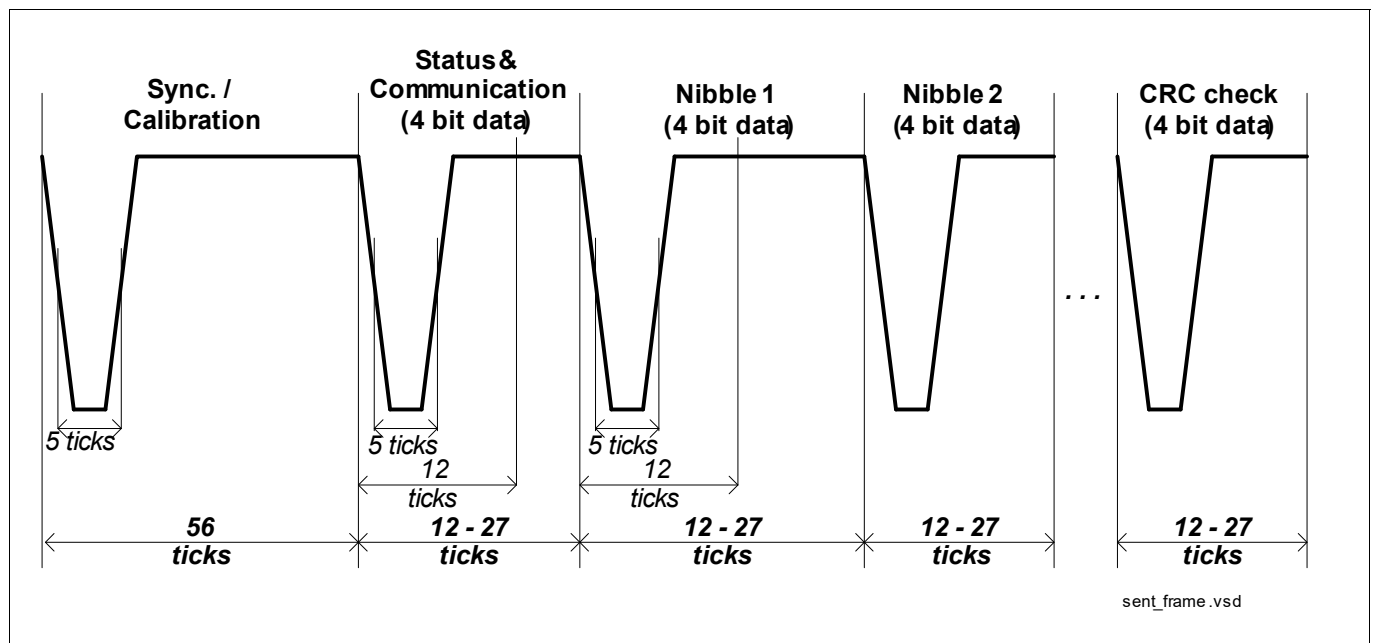 Sync. /
Calibration
Status &
Communication
(4 bit data)
Nibble 1
(4 bit data)
Nibble 2
(4 bit data)
CRC check
(4 bit data)
. . .
5 ticks
5 ticks
5 ticks
12
ticks
12
ticks
56
ticks
12 - 27
ticks
12 - 27
ticks
12 - 27
ticks
12 - 27
ticks
sent_frame.vsd